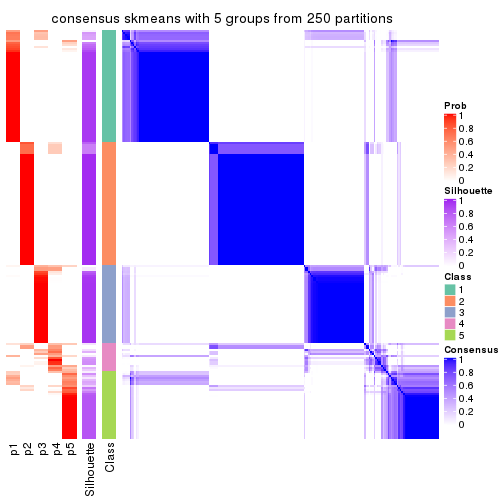 consensus skmeans with 5 groups from 250 partitions
Prob
1
0.8
0.6
0.4
0.2
0
Silhouette
1
0.8
0.6
0.4
0.2
0
Class
1
2
3
4
5
Consensus
1
0.8
0.6
0.4
0.2
0
p1
p2
p3
p4
p5
Silhouette
Class